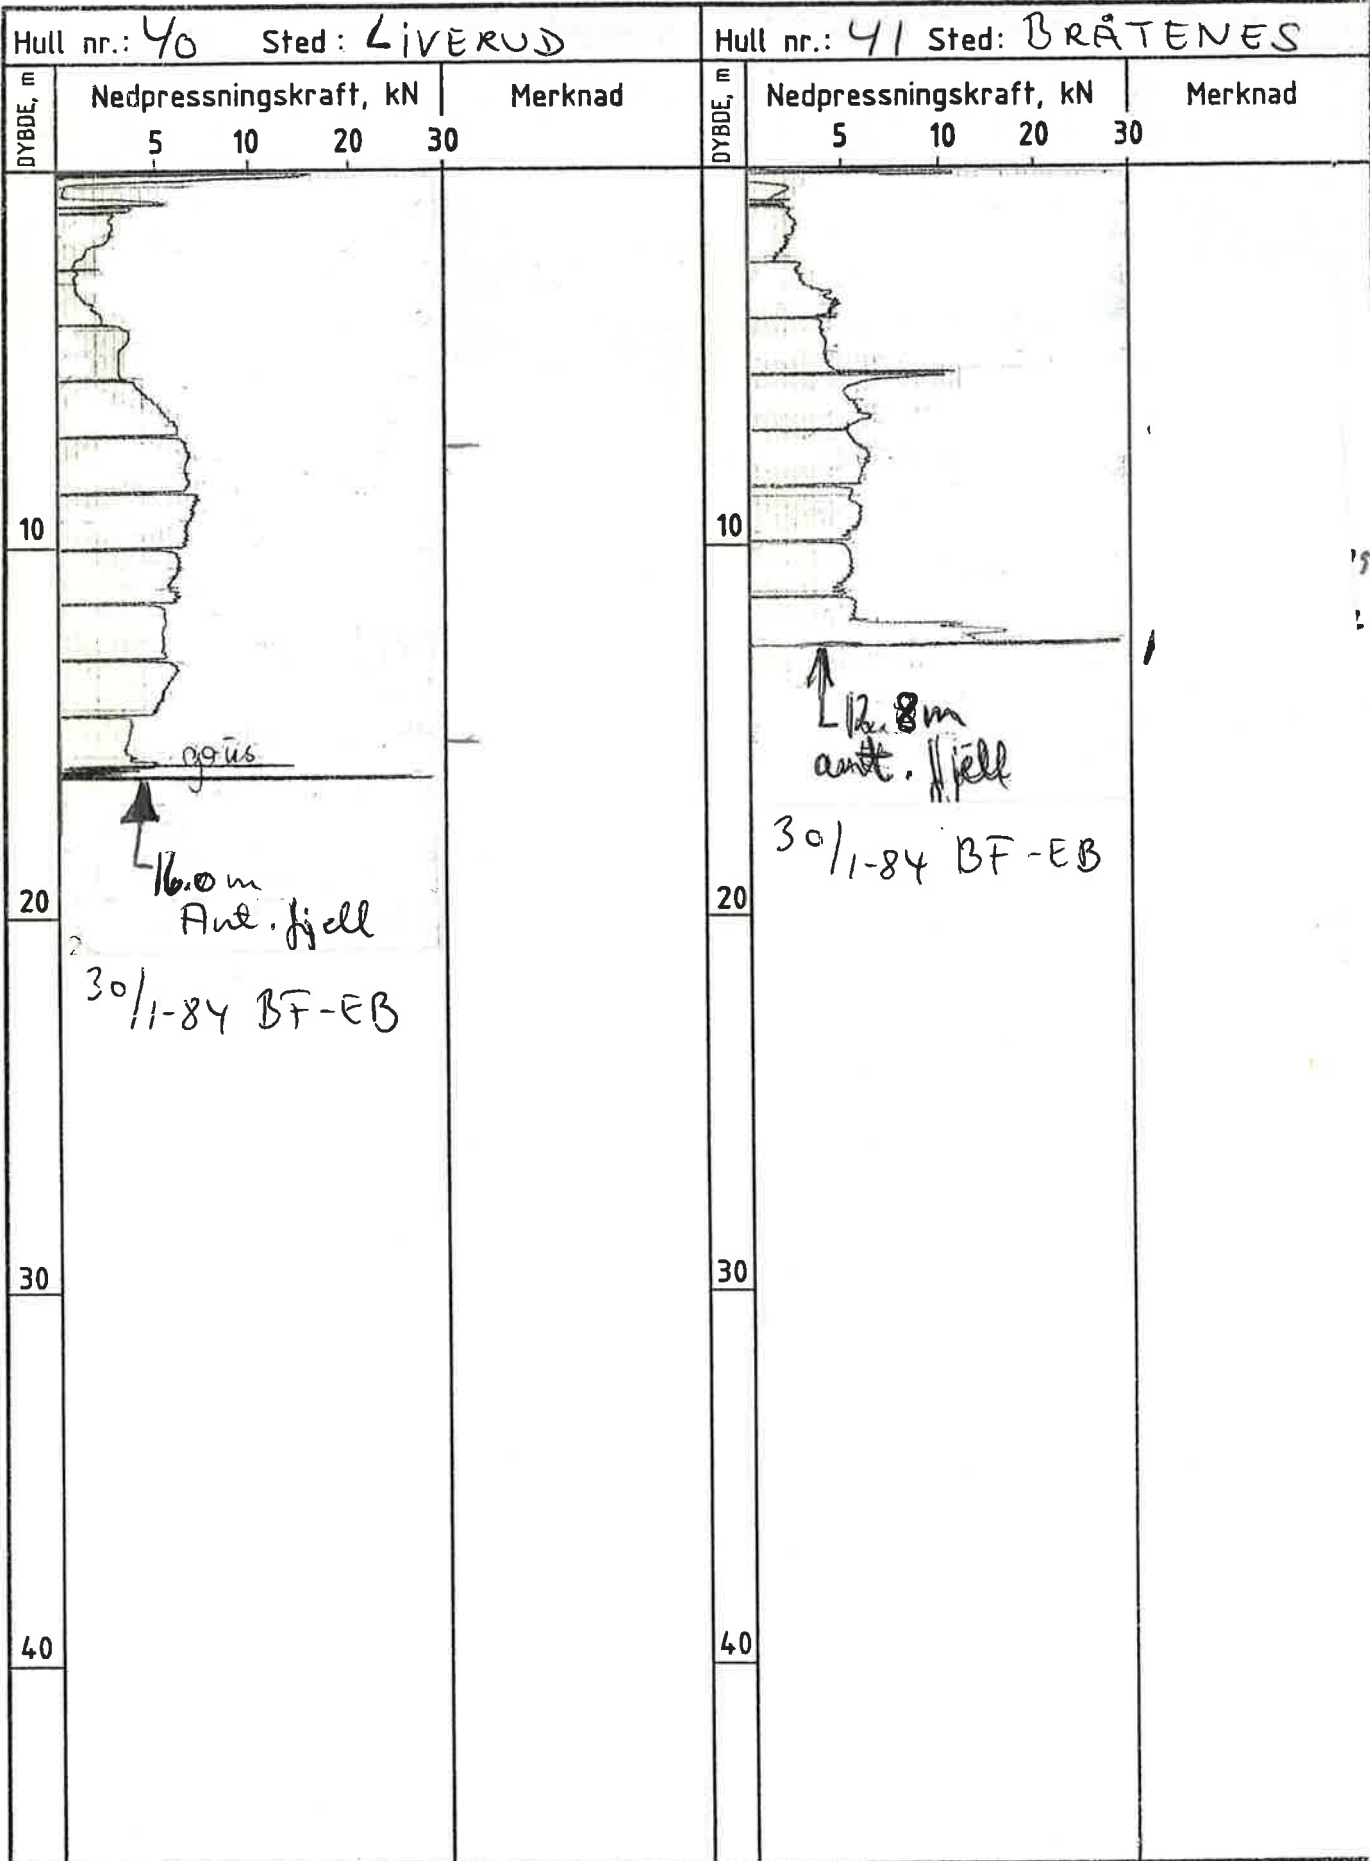 Hull nr.: 40 Sted: LIVERUD
DYBDE, m
Nedpressningskraft, kN
Merknad
5 10 20 30
10
grus
16.0 m
Ant. fjell
20
30/1-84 BF-EB
30
40
Hull nr.: 41 Sted: BRÅTENES
DYBDE, m
Nedpressningskraft, kN
Merknad
5 10 20 30
10
12.8 m
ant. fjell
30/1-84 BF-EB
20
30
40